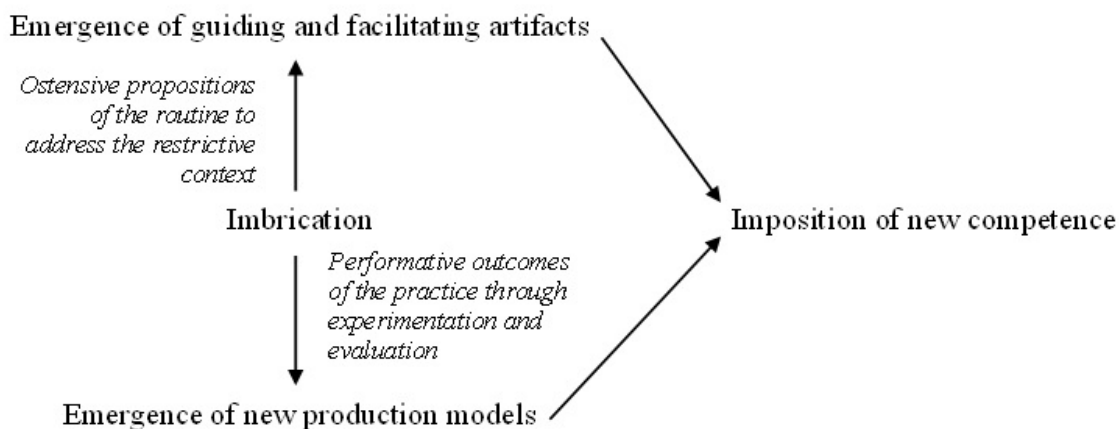 Emergence of guiding and facilitating artifacts
Ostensive propositions
of the routine to
address the restrictive
context
Imbrication
Imposition of new competence
Performative outcomes
of the practice through
experimentation and
evaluation
Emergence of new production models